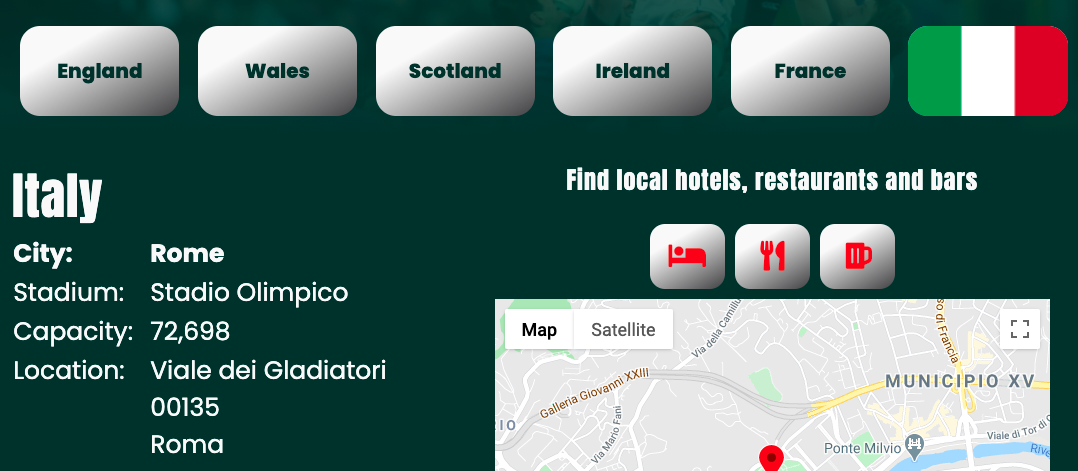 England
Wales
Scotland
Ireland
France
Italy
City: Rome
Stadium: Stadio Olimpico
Capacity: 72,698
Location: Viale dei Gladiatori
00135
Roma
Find local hotels, restaurants and bars
Map
Satellite
Via della Camillu
so di Francia
Galleria Giovanni XXIII
MUNICIPIO XV
Via Mario Fani
IO
Ponte Milvio
Viale di Tor di
Rive